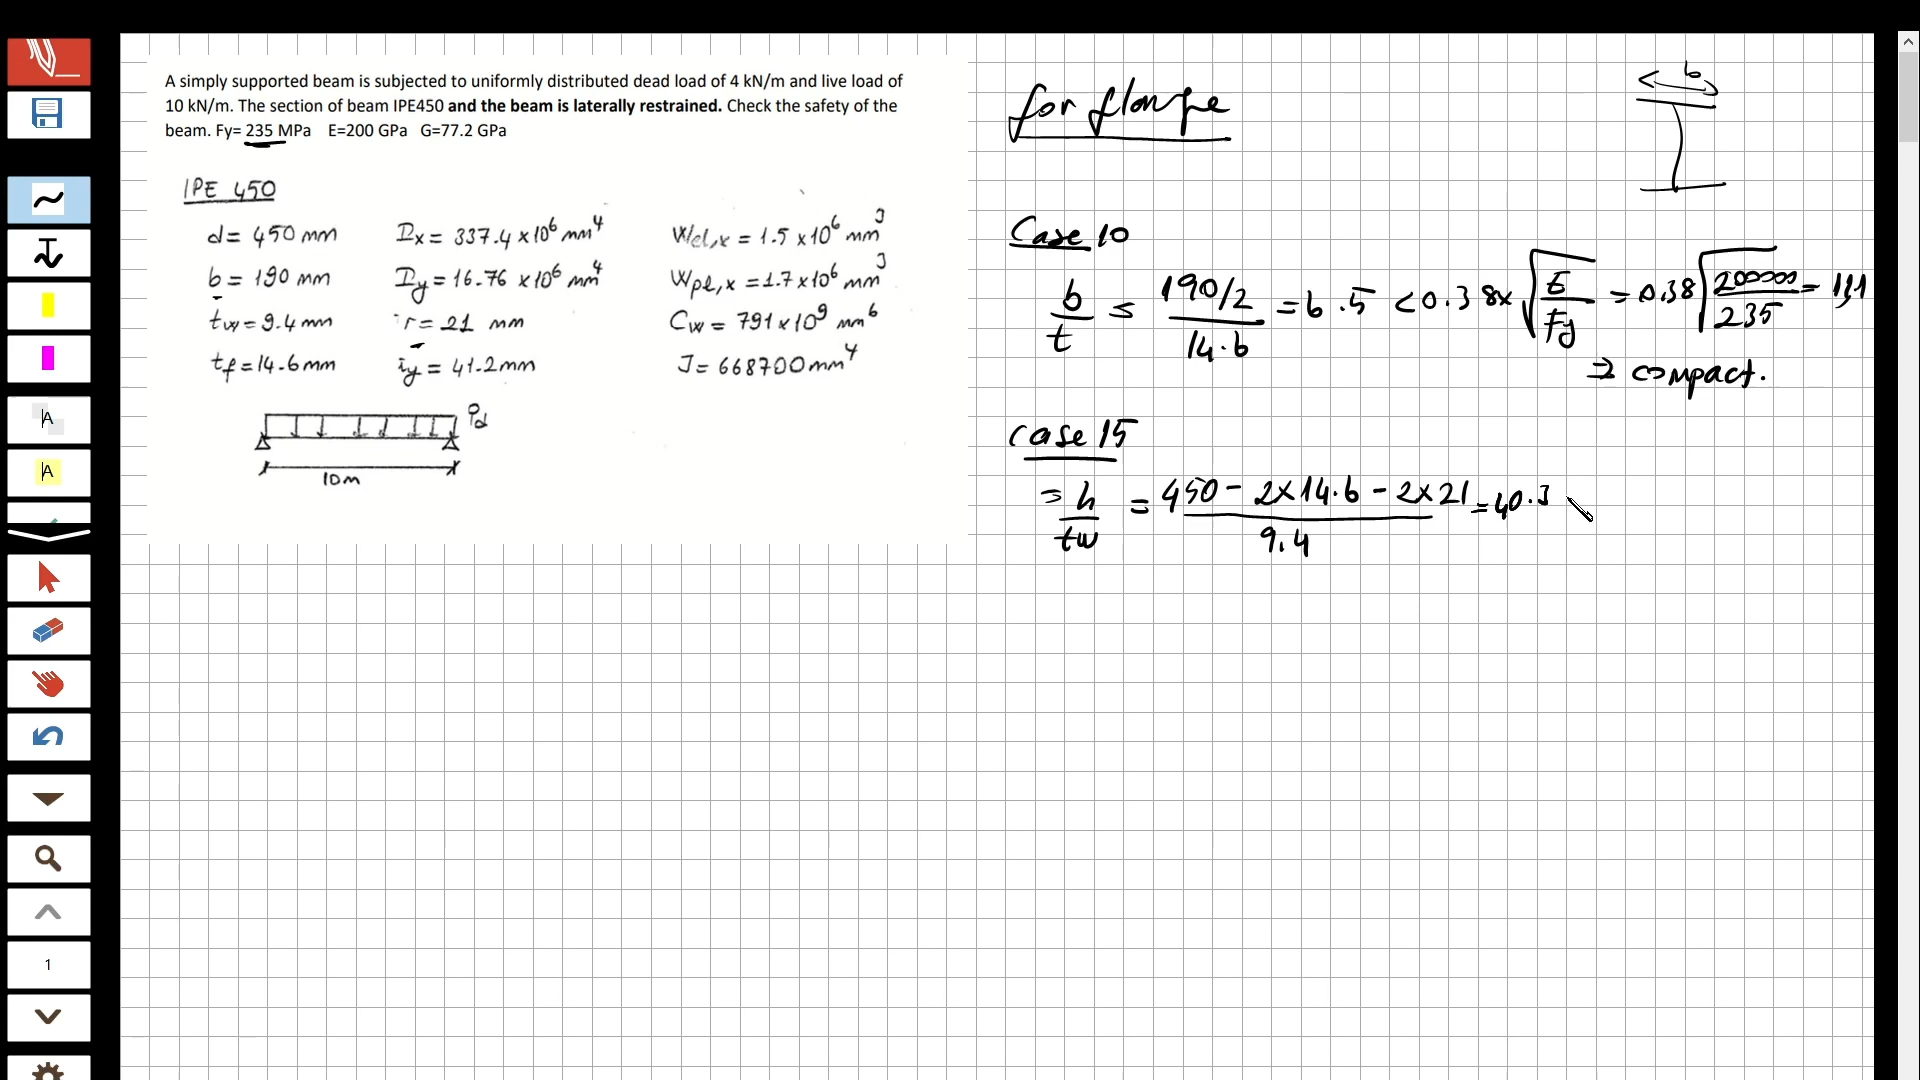 A simply supported beam is subjected to uniformly distributed dead load of 4 kN/m and live load of
10 kN/m. The section of beam IPE450 and the beam is laterally restrained. Check the safety of the
beam. Fy= 235 MPa E=200 GPa G=77.2 GPa
IPE 450
d = 450 mm Ix = 337.4 x 10^6 mm^4 Wel,x = 1.5 x 10^6 mm^3
b = 190 mm Iy = 16.76 x 10^6 mm^4 Wpl,x = 1.7 x 10^6 mm^3
tw = 9.4 mm r = 21 mm Cw = 791 x 10^9 mm^6
tf = 14.6 mm iy = 41.2 mm J = 668700 mm^4
Pd
10m
for flange
b
Case 10
b/t = (190/2)/14.6 = 6.5 < 0.38 x √(E/Fy) = 0.38 √(200000/235) = 11,1
⇒ compact.
Case 15
= h/tw = (450 - 2x14.6 - 2x21)/9.4 = 40.3
A
A
1